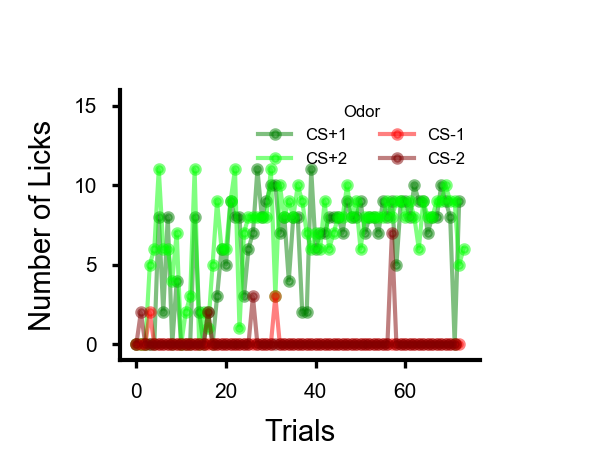 Odor
CS+1 CS-1
CS+2 CS-2
Number of Licks
15
10
5
0
0 20 40 60
Trials